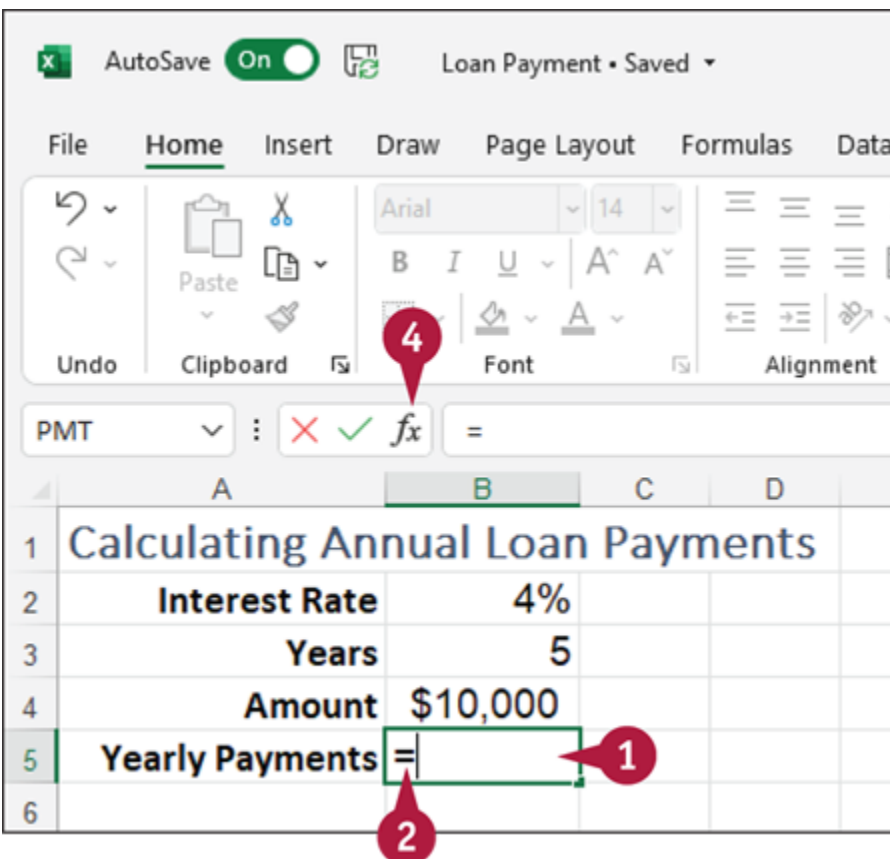 AutoSave On Loan Payment • Saved
File Home Insert Draw Page Layout Formulas Data
Arial 14
Paste B I U A A
A
4
Undo Clipboard Font Alignment
PMT fx =
A B C D
1 Calculating Annual Loan Payments
2 Interest Rate 4%
3 Years 5
4 Amount $10,000
5 Yearly Payments = 1
6
2